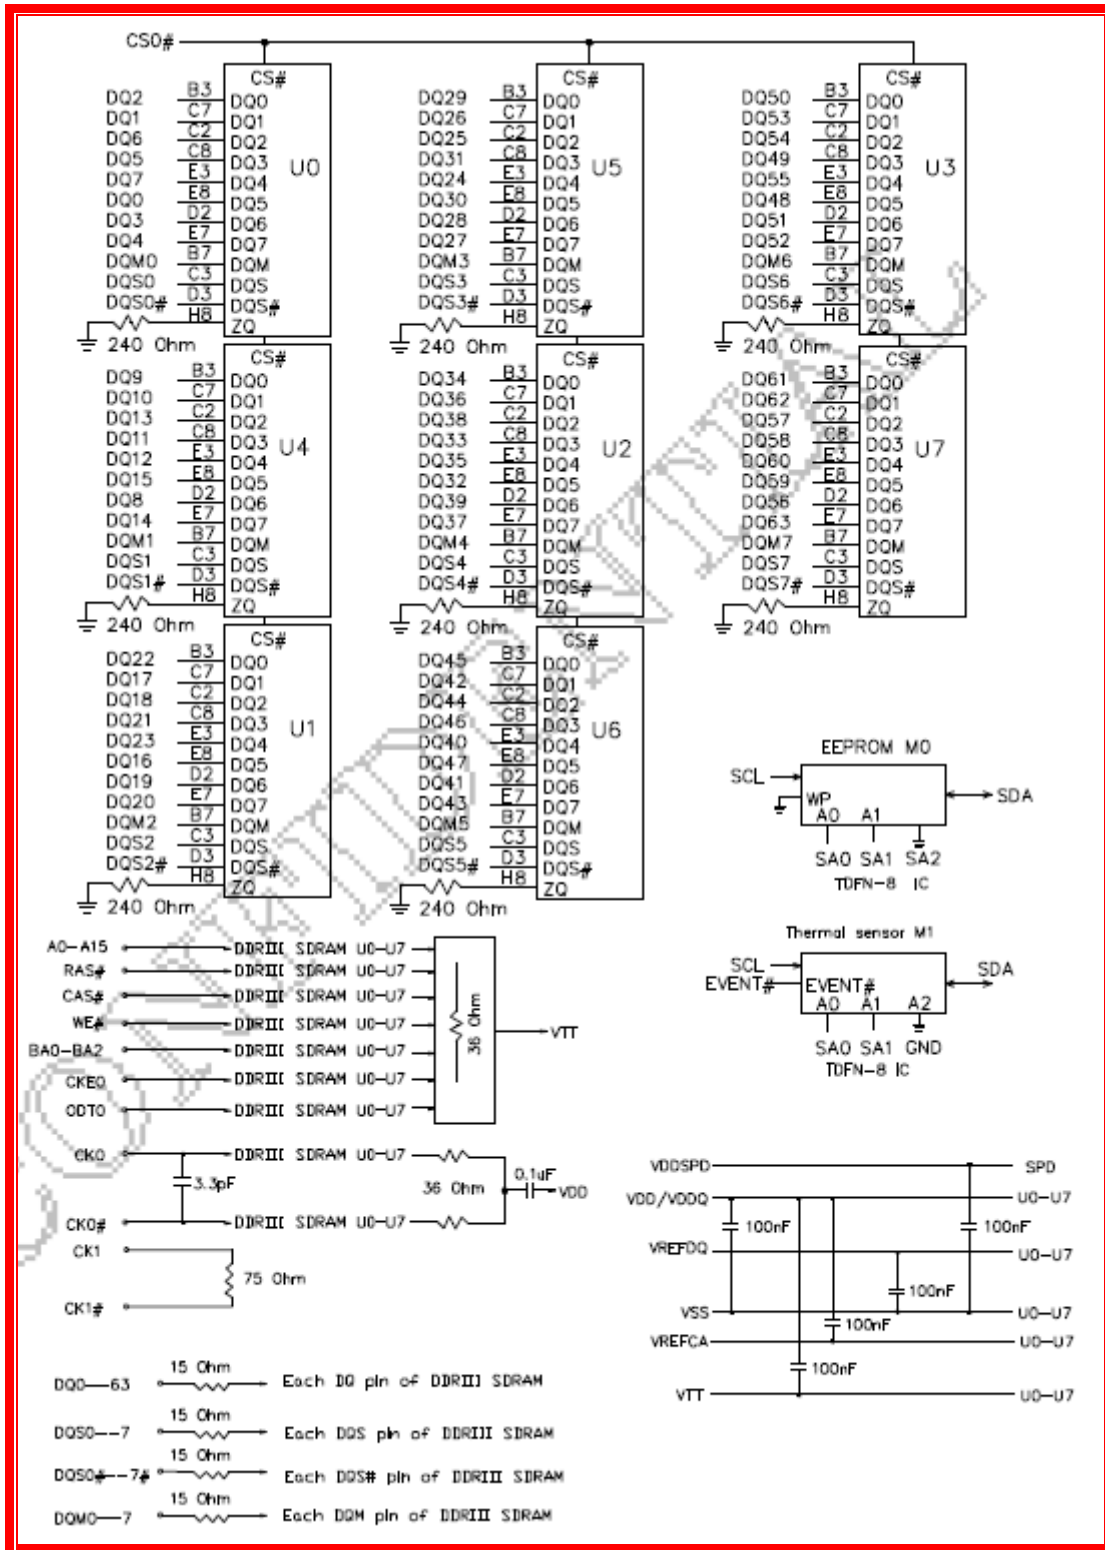 CS0#
CS#
DQ2 B3 DQ0
DQ1 C7 DQ1
DQ6 C2 DQ2
DQ5 C8 DQ3
U0
DQ7 E3 DQ4
DQ0 E8 DQ5
DQ3 D2 DQ6
DQ4 E7 DQ7
DQM0 B7 DQM
DQS0 C3 DQS
DQS0# D3 DQS#
H8 ZQ
240 Ohm
CS#
DQ9 B3 DQ0
DQ10 C7 DQ1
DQ13 C2 DQ2
DQ11 C8 DQ3
U4
DQ12 E3 DQ4
DQ15 E8 DQ5
DQ8 D2 DQ6
DQ14 E7 DQ7
DQM1 B7 DQM
DQS1 C3 DQS
DQS1# D3 DQS#
H8 ZQ
240 Ohm
CS#
DQ22 B3 DQ0
DQ17 C7 DQ1
DQ18 C2 DQ2
DQ21 C8 DQ3
U1
DQ23 E3 DQ4
DQ16 E8 DQ5
DQ19 D2 DQ6
DQ20 E7 DQ7
DQM2 B7 DQM
DQS2 C3 DQS
DQS2# D3 DQS#
H8 ZQ
240 Ohm
CS#
DQ29 B3 DQ0
DQ26 C7 DQ1
DQ25 C2 DQ2
DQ31 C8 DQ3
U5
DQ24 E3 DQ4
DQ30 E8 DQ5
DQ28 D2 DQ6
DQ27 E7 DQ7
DQM3 B7 DQM
DQS3 C3 DQS
DQS3# D3 DQS#
H8 ZQ
240 Ohm
CS#
DQ34 B3 DQ0
DQ36 C7 DQ1
DQ38 C2 DQ2
DQ33 C8 DQ3
U2
DQ35 E3 DQ4
DQ32 E8 DQ5
DQ39 D2 DQ6
DQ37 E7 DQ7
DQM4 B7 DQM
DQS4 C3 DQS
DQS4# D3 DQS#
H8 ZQ
240 Ohm
CS#
DQ45 B3 DQ0
DQ42 C7 DQ1
DQ44 C2 DQ2
DQ46 C8 DQ3
U6
DQ40 E3 DQ4
DQ47 E8 DQ5
DQ41 D2 DQ6
DQ43 E7 DQ7
DQM5 B7 DQM
DQS5 C3 DQS
DQS5# D3 DQS#
H8 ZQ
240 Ohm
CS#
DQ50 B3 DQ0
DQ53 C7 DQ1
DQ54 C2 DQ2
DQ49 C8 DQ3
U3
DQ55 E3 DQ4
DQ48 E8 DQ5
DQ51 D2 DQ6
DQ52 E7 DQ7
DQM6 B7 DQM
DQS6 C3 DQS
DQS6# D3 DQS#
H8 ZQ
240 Ohm
CS#
DQ61 B3 DQ0
DQ62 C7 DQ1
DQ57 C2 DQ2
DQ58 C8 DQ3
U7
DQ60 E3 DQ4
DQ59 E8 DQ5
DQ56 D2 DQ6
DQ63 E7 DQ7
DQM7 B7 DQM
DQS7 C3 DQS
DQS7# D3 DQS#
H8 ZQ
240 Ohm
EEPROM M0
SCL
WP
SDA
A0 A1
SA0 SA1 SA2
TDFN-8 IC
Thermal sensor M1
SCL
SDA
EVENT# EVENT#
A0 A1 A2
SA0 SA1 GND
TDFN-8 IC
A0-A15 DDRIII SDRAM U0-U7
RAS# DDRIII SDRAM U0-U7
CAS# DDRIII SDRAM U0-U7
WE# DDRIII SDRAM U0-U7
BA0-BA2 DDRIII SDRAM U0-U7
CKE0 DDRIII SDRAM U0-U7
ODT0 DDRIII SDRAM U0-U7
36 Ohm
VTT
CK0 DDRIII SDRAM U0-U7
3.3pF
36 Ohm
0.1uF
VDD
CK0# DDRIII SDRAM U0-U7
CK1
75 Ohm
CK1#
VDDSPD SPD
VDD/VDDQ U0-U7
100nF 100nF
VREFDQ U0-U7
100nF
VSS U0-U7
100nF
VREFCA U0-U7
100nF
VTT U0-U7
15 Ohm
DQ0--63 Each DQ pin of DDRIII SDRAM
15 Ohm
DQS0--7 Each DQS pin of DDRIII SDRAM
15 Ohm
DQS0#--7# Each DQS# pin of DDRIII SDRAM
15 Ohm
DQM0--7 Each DQM pin of DDRIII SDRAM
CONFIDENTIAL